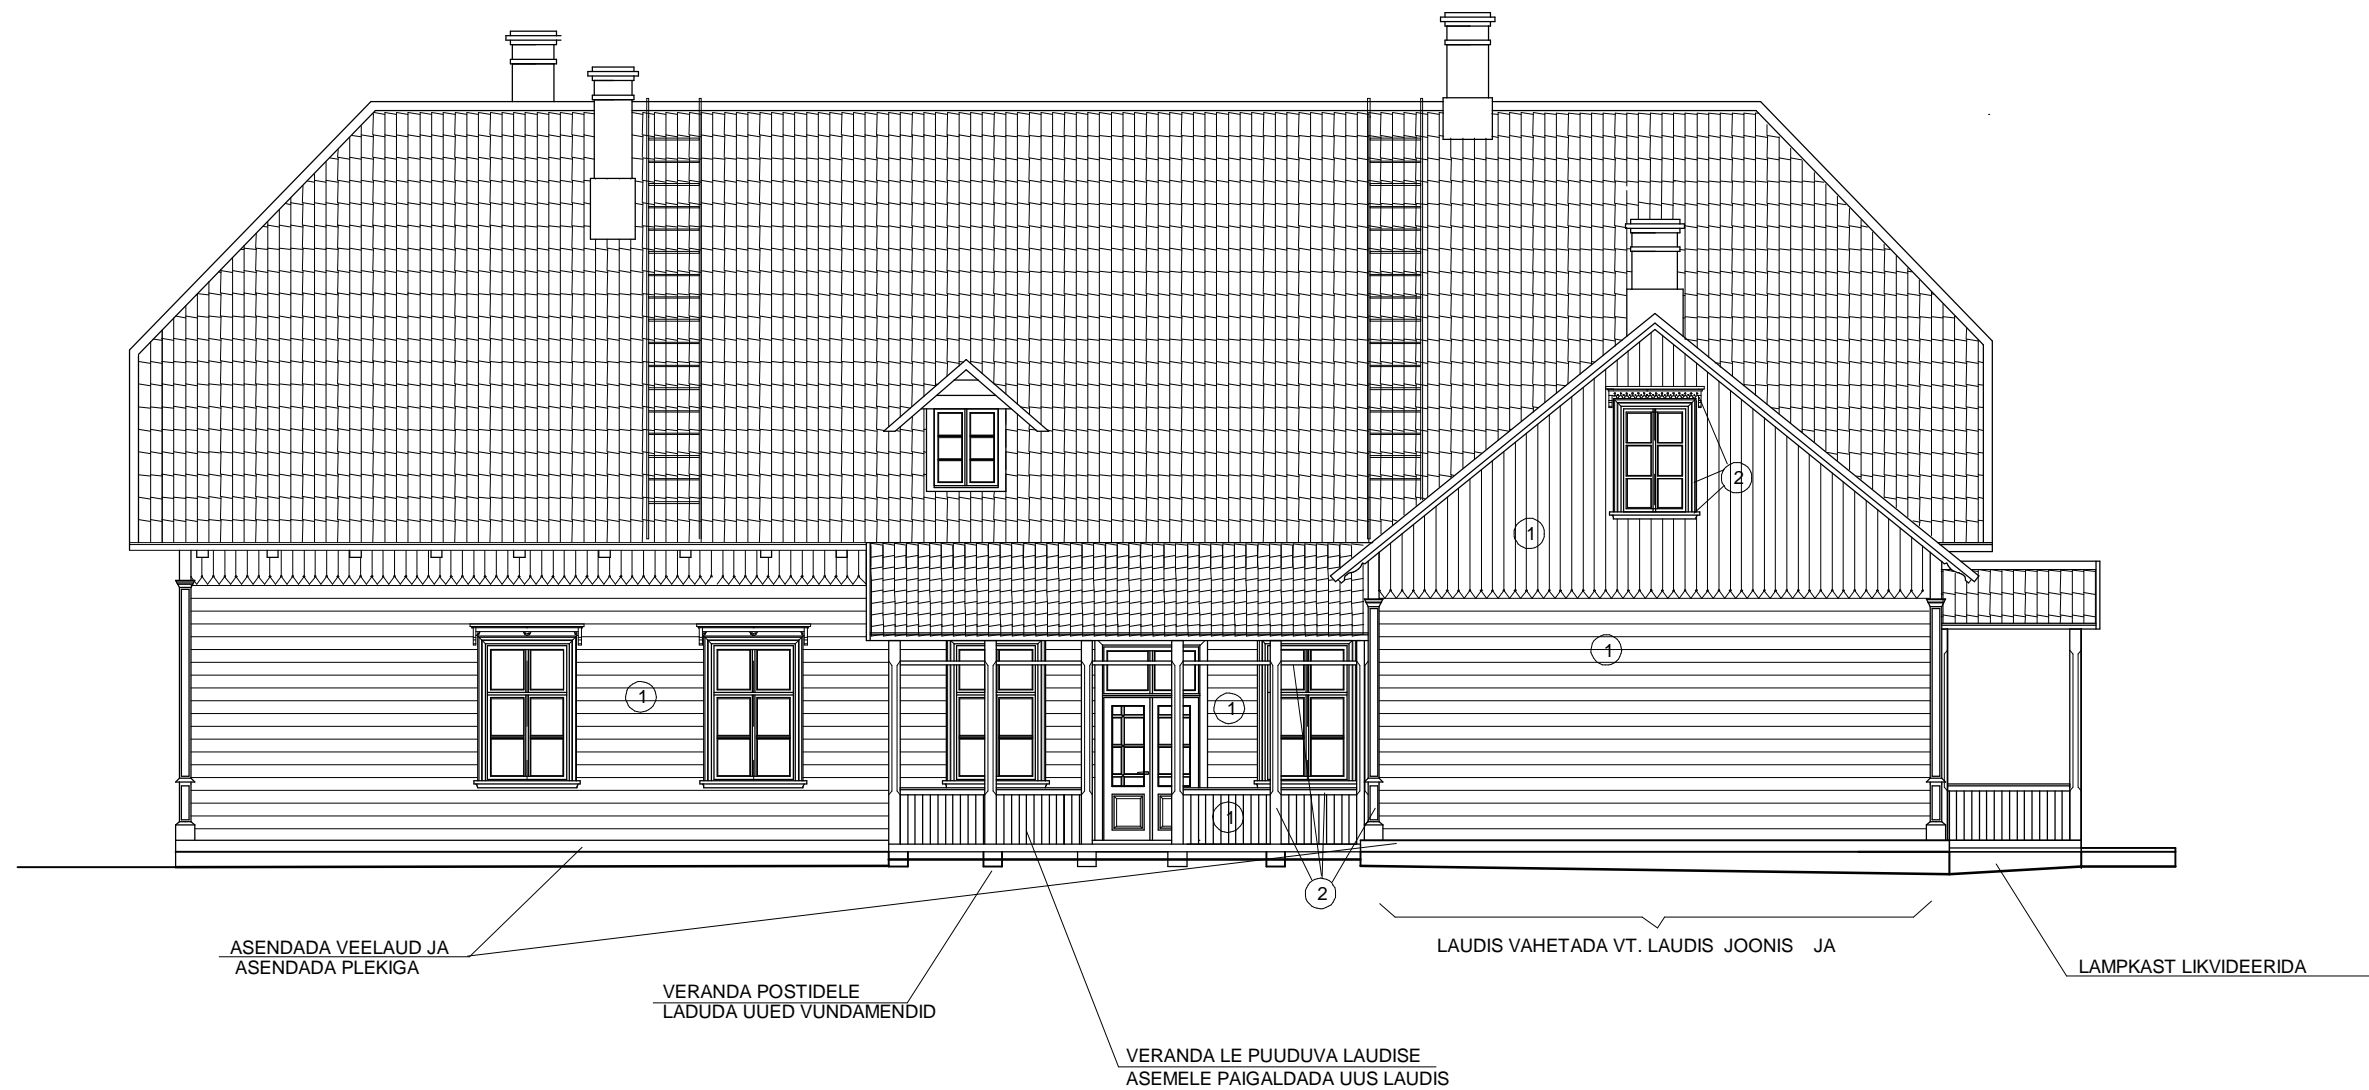 2
1
1
1
1
1
2
ASENDADA VEELAUD JA
ASENDADA PLEKIGA
LAUDIS VAHETADA VT. LAUDIS JOONIS JA
LAMPKAST LIKVIDEERIDA
VERANDA POSTIDELE
LADUDA UUED VUNDAMENDID
VERANDA LE PUUDUVA LAUDISE
ASEMELE PAIGALDADA UUS LAUDIS